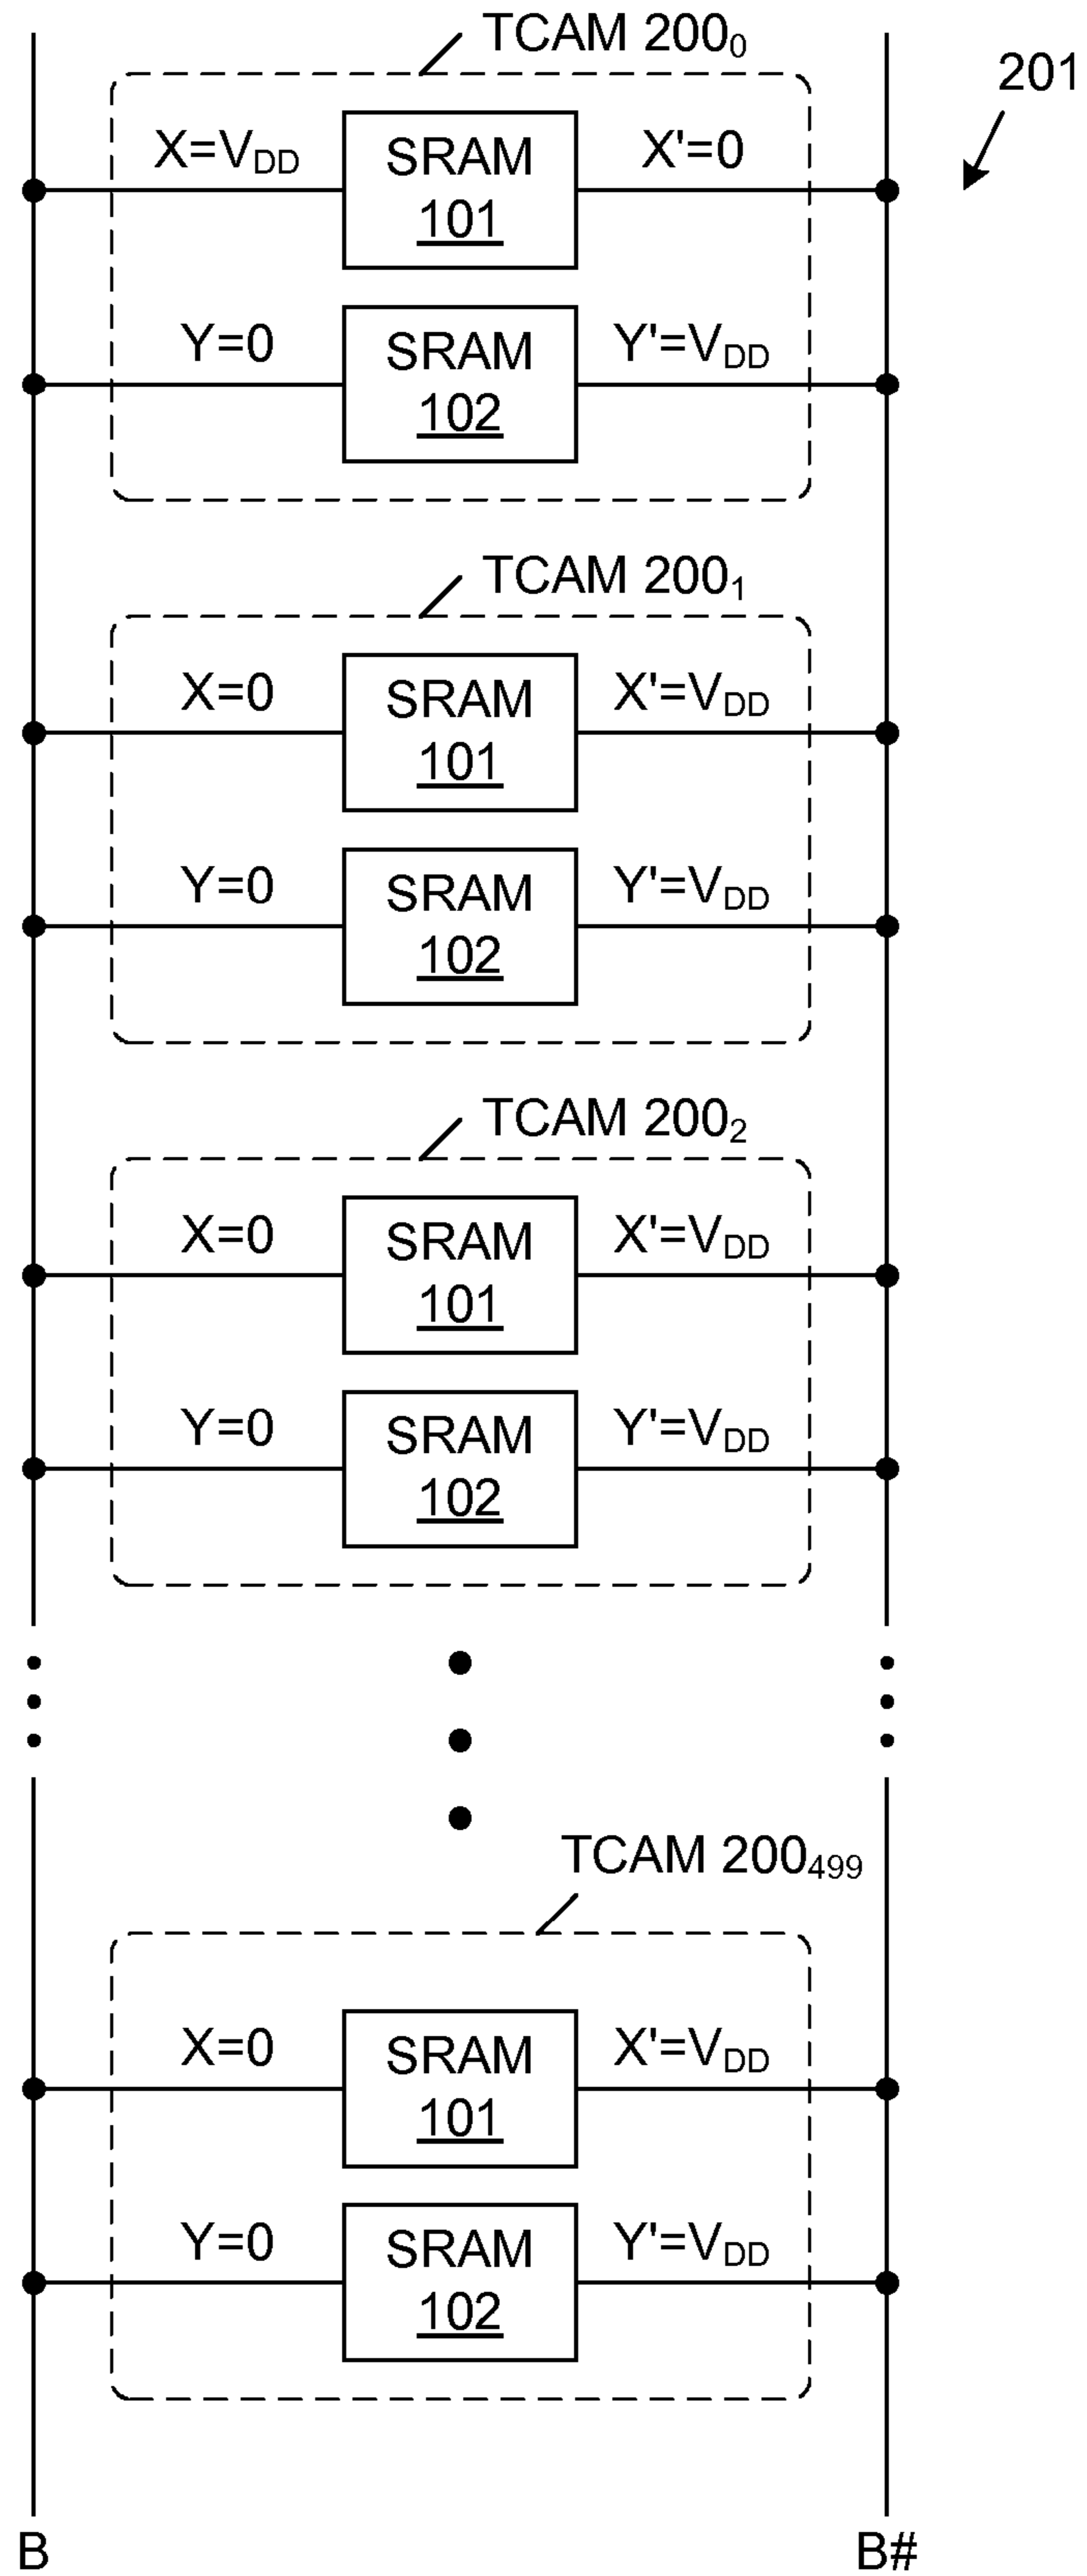 TCAM 200₀
201
X=V_DD SRAM 101 X'=0
Y=0 SRAM 102 Y'=V_DD
TCAM 200₁
X=0 SRAM 101 X'=V_DD
Y=0 SRAM 102 Y'=V_DD
TCAM 200₂
X=0 SRAM 101 X'=V_DD
Y=0 SRAM 102 Y'=V_DD
TCAM 200₄₉₉
X=0 SRAM 101 X'=V_DD
Y=0 SRAM 102 Y'=V_DD
B B#